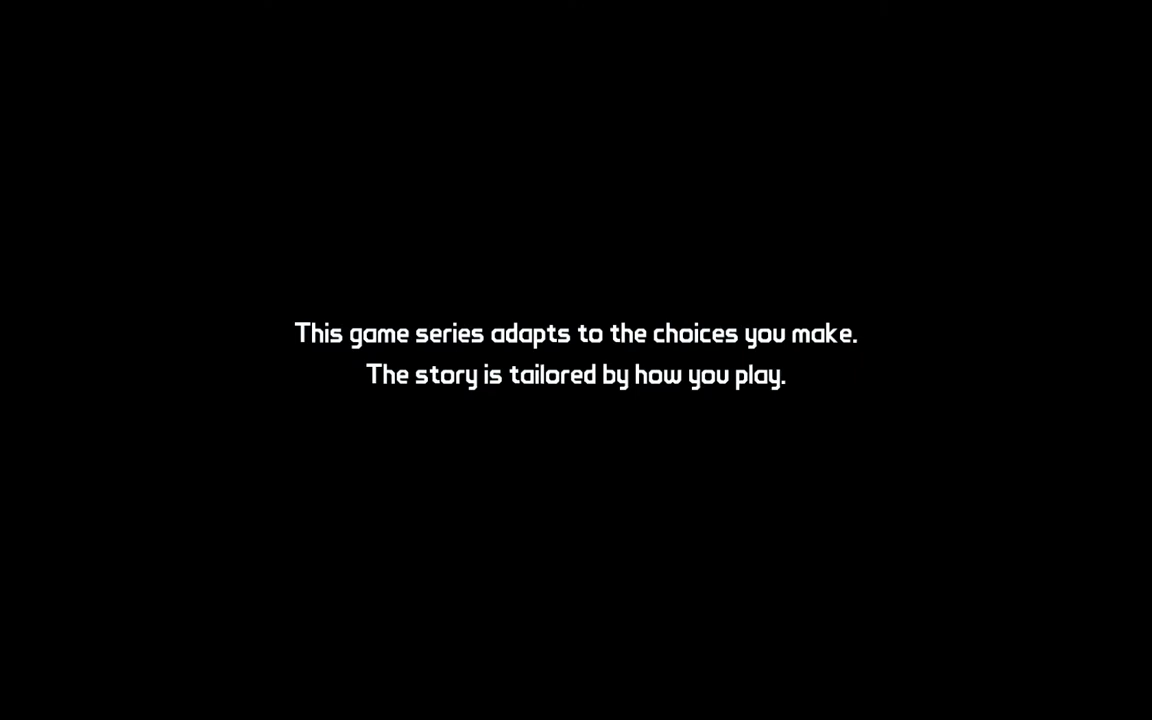 This game series adapts to the choices you make.
The story is tailored by how you play.